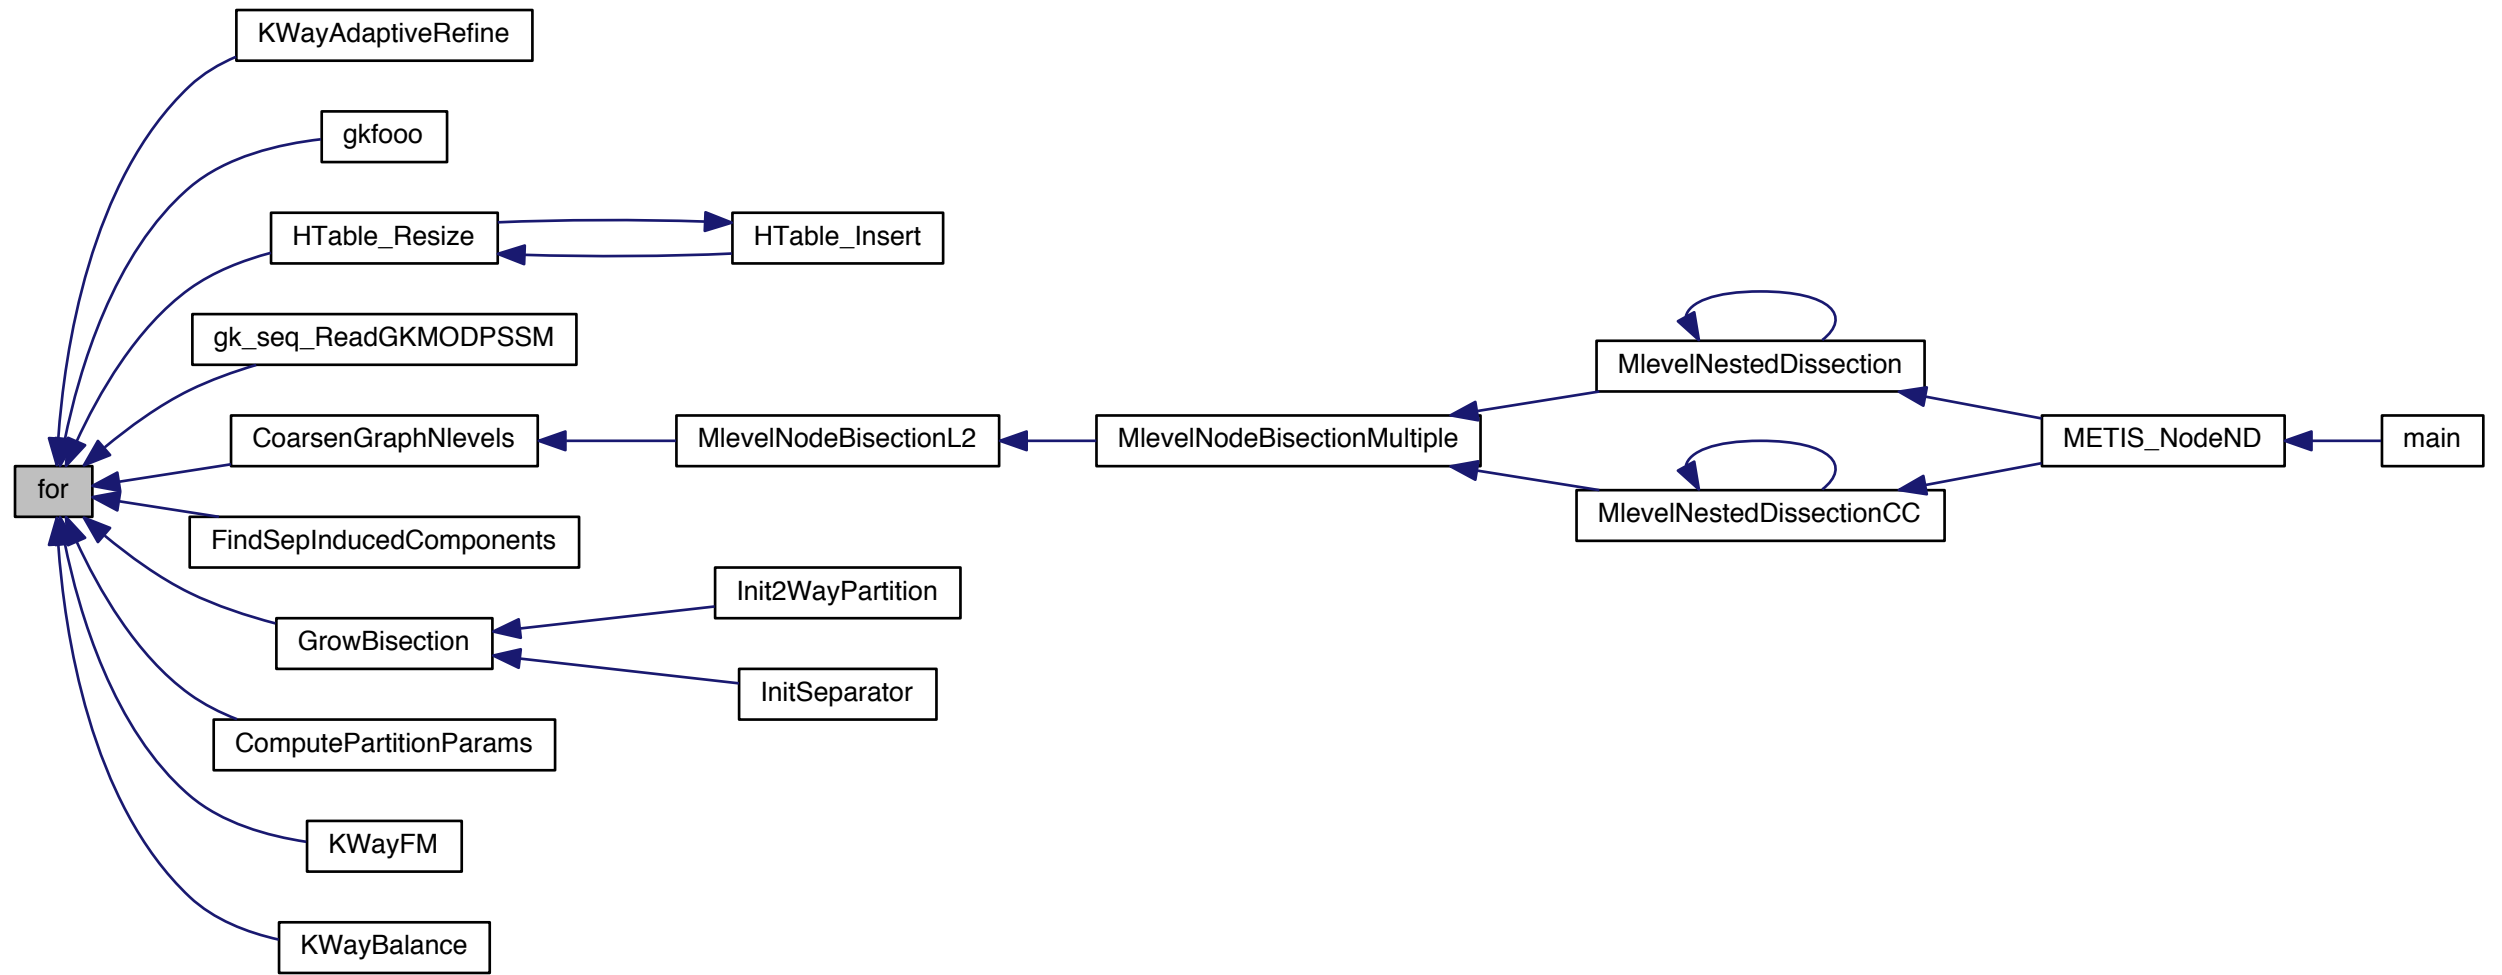 KWayAdaptiveRefine
gkfooo
HTable_Resize
HTable_Insert
gk_seq_ReadGKMODPSSM
MlevelNestedDissection
CoarsenGraphNlevels
MlevelNodeBisectionL2
MlevelNodeBisectionMultiple
METIS_NodeND
main
for
MlevelNestedDissectionCC
FindSepInducedComponents
Init2WayPartition
GrowBisection
InitSeparator
ComputePartitionParams
KWayFM
KWayBalance